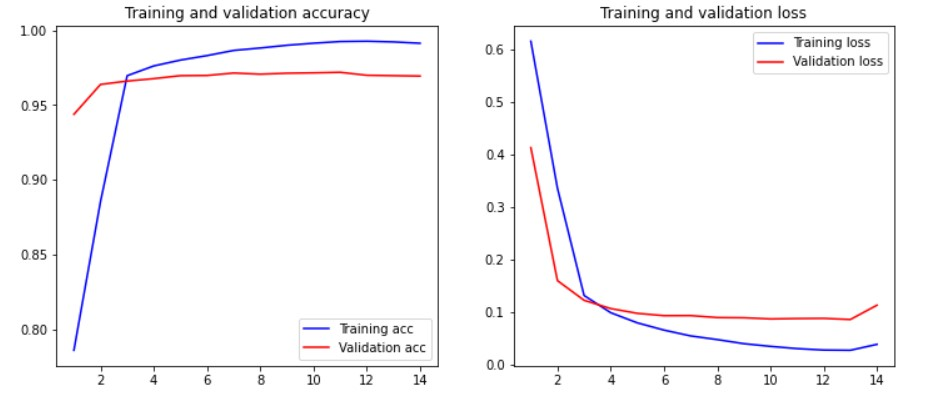 Training and validation accuracy
1.00
0.95
0.90
0.85
0.80
Training acc
Validation acc
2 4 6 8 10 12 14
Training and validation loss
0.6
0.5
0.4
0.3
0.2
0.1
0.0
Training loss
Validation loss
2 4 6 8 10 12 14